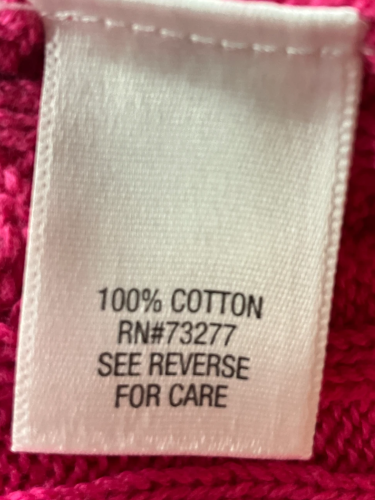 100% COTTON
RN#73277
SEE REVERSE
FOR CARE